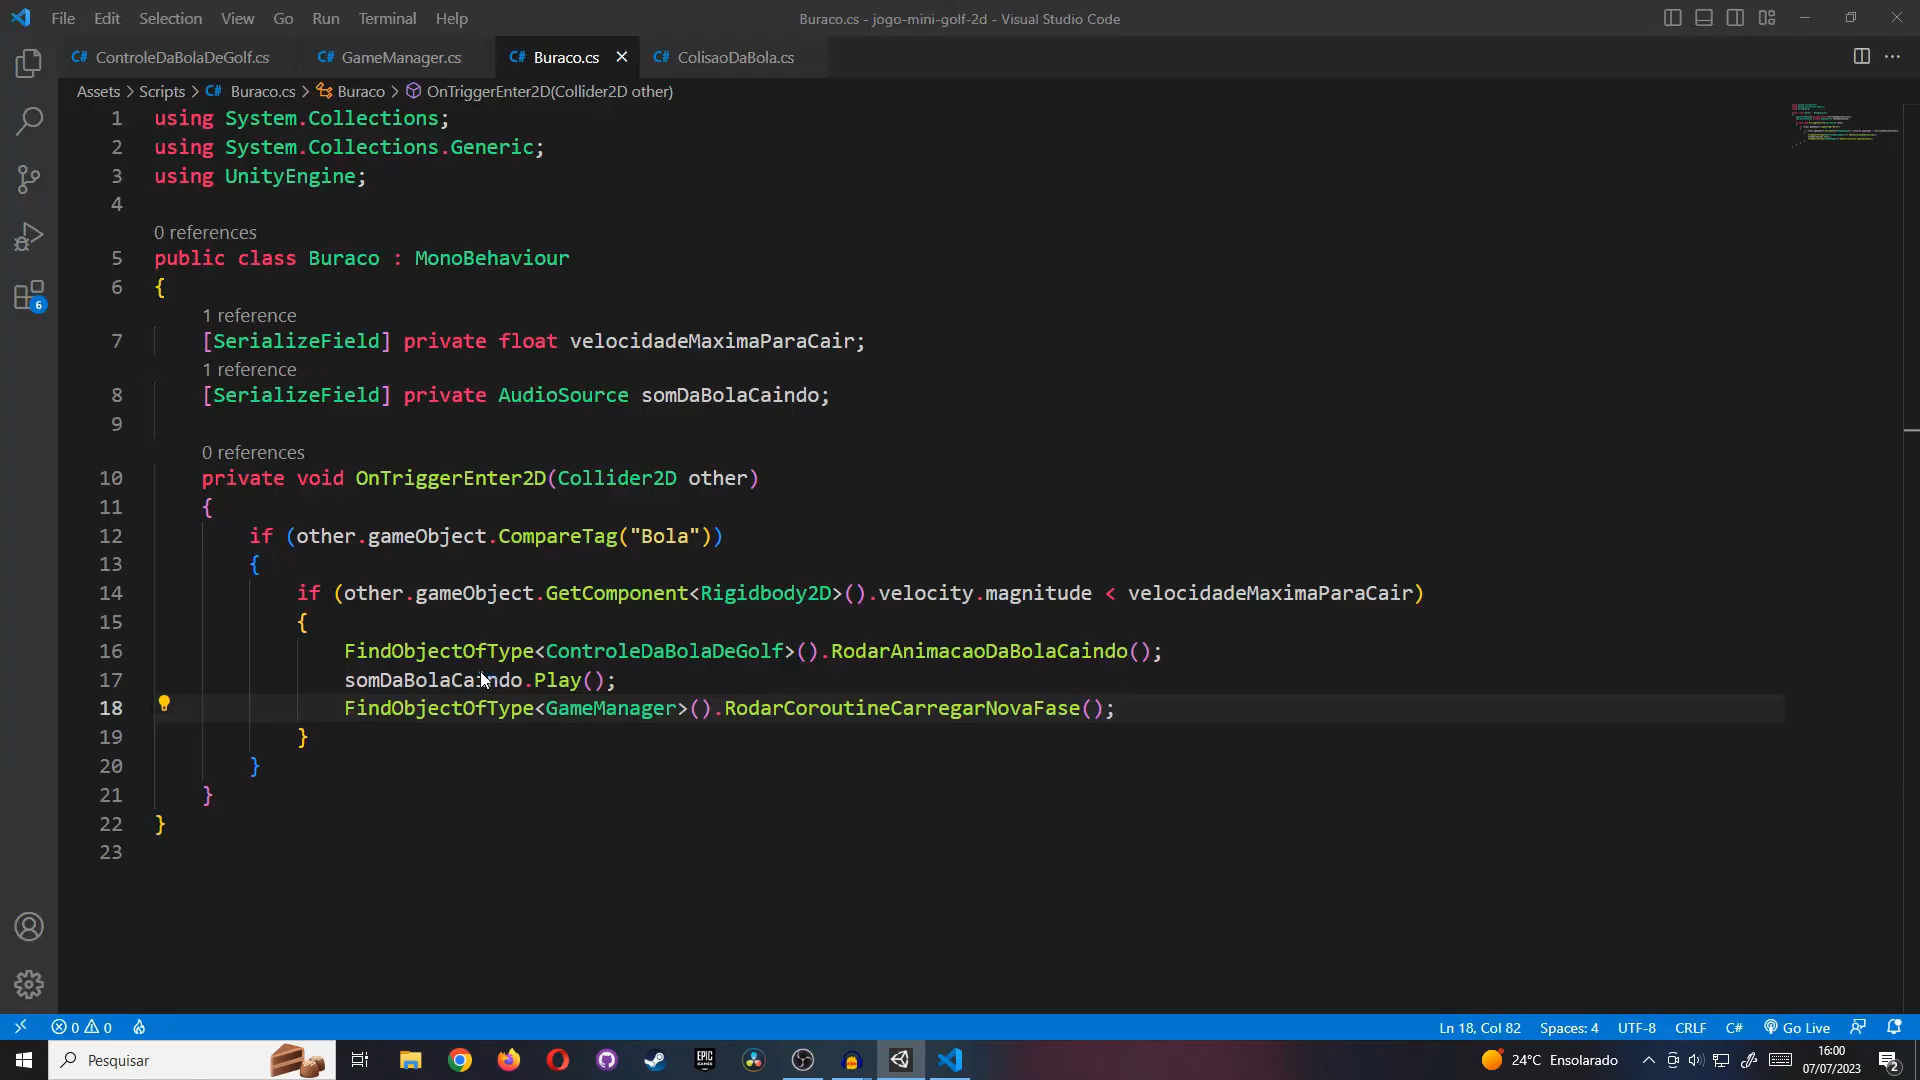 File Edit Selection View Go Run Terminal Help
Buraco.cs - jogo-mini-golf-2d - Visual Studio Code
C# ControleDaBolaDeGolf.cs C# GameManager.cs C# Buraco.cs C# ColisaoDaBola.cs
Assets > Scripts > C# Buraco.cs > Buraco > OnTriggerEnter2D(Collider2D other)
1 using System.Collections;
2 using System.Collections.Generic;
3 using UnityEngine;
4
0 references
5 public class Buraco : MonoBehaviour
6 {
1 reference
7 [SerializeField] private float velocidadeMaximaParaCair;
1 reference
8 [SerializeField] private AudioSource somDaBolaCaindo;
9
0 references
10 private void OnTriggerEnter2D(Collider2D other)
11 {
12 if (other.gameObject.CompareTag("Bola"))
13 {
14 if (other.gameObject.GetComponent<Rigidbody2D>().velocity.magnitude < velocidadeMaximaParaCair)
15 {
16 FindObjectOfType<ControleDaBolaDeGolf>().RodarAnimacaoDaBolaCaindo();
17 somDaBolaCaindo.Play();
18 FindObjectOfType<GameManager>().RodarCoroutineCarregarNovaFase();
19 }
20 }
21 }
22 }
23
6
0 0 Ln 18, Col 82 Spaces: 4 UTF-8 CRLF C# Go Live
Pesquisar
EPIC GAMES
24°C Ensolarado
16:00
07/07/2023
2